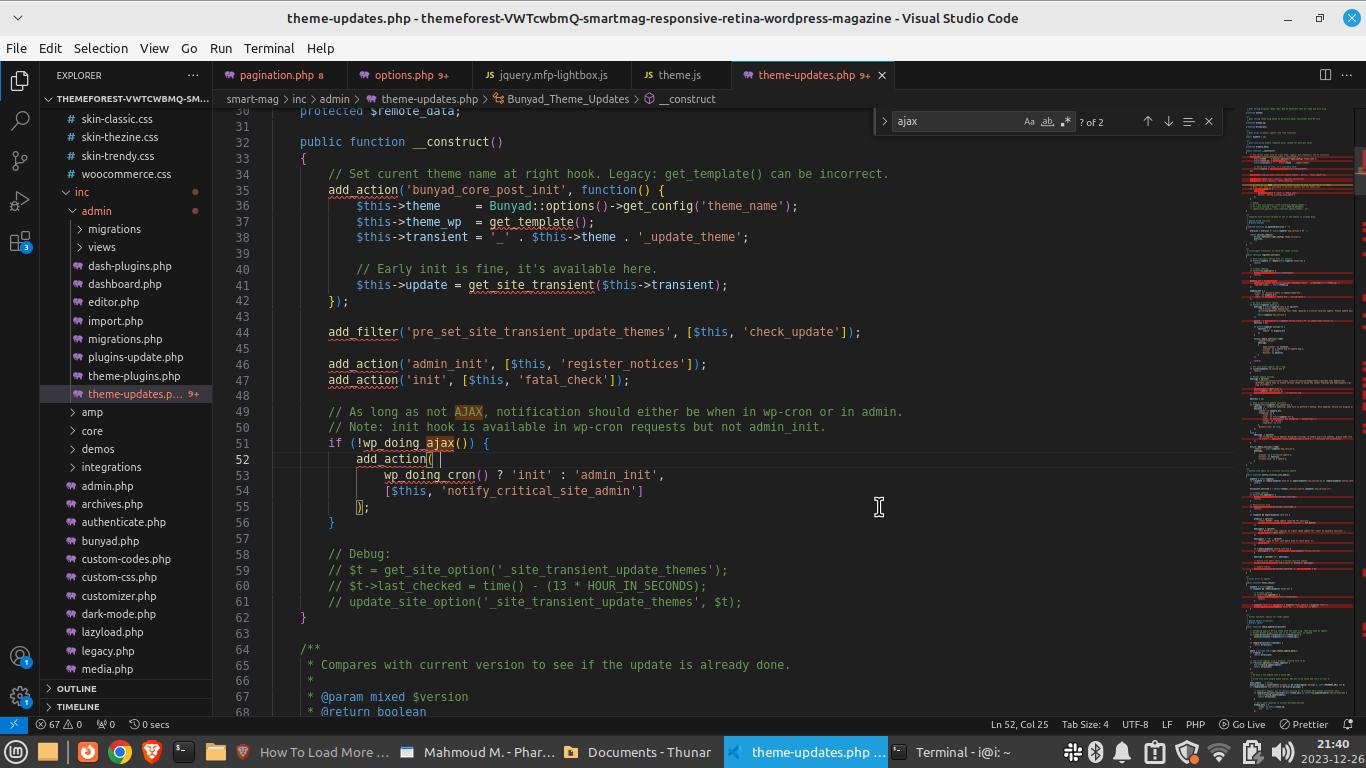 theme-updates.php - themeforest-VWTcwbmQ-smartmag-responsive-retina-wordpress-magazine - Visual Studio Code
File Edit Selection View Go Run Terminal Help
EXPLORER
pagination.php 8
options.php 9+
jquery.mfp-lightbox.js
theme.js
theme-updates.php 9+
THEMEFOREST-VWTCWBMQ-SM...
smart-mag > inc > admin > theme-updates.php > Bunyad_Theme_Updates > __construct
ajax
Aa ab .* ? of 2
skin-classic.css
skin-thezine.css
skin-trendy.css
woocommerce.css
inc
admin
migrations
views
dash-plugins.php
dashboard.php
editor.php
import.php
migrations.php
plugins-update.php
theme-plugins.php
theme-updates.p... 9+
amp
core
demos
integrations
admin.php
archives.php
authenticate.php
bunyad.php
custom-codes.php
custom-css.php
customizer.php
dark-mode.php
lazyload.php
legacy.php
media.php
OUTLINE
TIMELINE
3
1
1
30 protected $remote_data;
31
32 public function __construct()
33 {
34 // Set curent theme name at right hook. Legacy: get_template() can be incorrect.
35 add_action('bunyad_core_post_init', function() {
36 $this->theme     = Bunyad::options()->get_config('theme_name');
37 $this->theme_wp  = get_template();
38 $this->transient = '_' . $this->theme . '_update_theme';
39
40 // Early init is fine, it's available here.
41 $this->update = get_site_transient($this->transient);
42 });
43
44 add_filter('pre_set_site_transient_update_themes', [$this, 'check_update']);
45
46 add_action('admin_init', [$this, 'register_notices']);
47 add_action('init', [$this, 'fatal_check']);
48
49 // As long as not AJAX, notification should either be when in wp-cron or in admin.
50 // Note: init hook is available in wp-cron requests but not admin_init.
51 if (!wp_doing_ajax()) {
52 add_action(
53 wp_doing_cron() ? 'init' : 'admin_init',
54 [$this, 'notify_critical_site_admin']
55 );
56 }
57
58 // Debug:
59 // $t = get_site_option('_site_transient_update_themes');
60 // $t->last_checked = time() - (13 * HOUR_IN_SECONDS);
61 // update_site_option('_site_transient_update_themes', $t);
62 }
63
64 /**
65 * Compares with current version to see if the update is already done.
66 *
67 * @param mixed $version
68 * @return boolean
67 0 0 0 secs
Ln 52, Col 25 Tab Size: 4 UTF-8 LF PHP Go Live Prettier
How To Load More ...
Mahmoud M. - Phar...
Documents - Thunar
theme-updates.php ...
Terminal - i@i: ~
21:40
2023-12-26